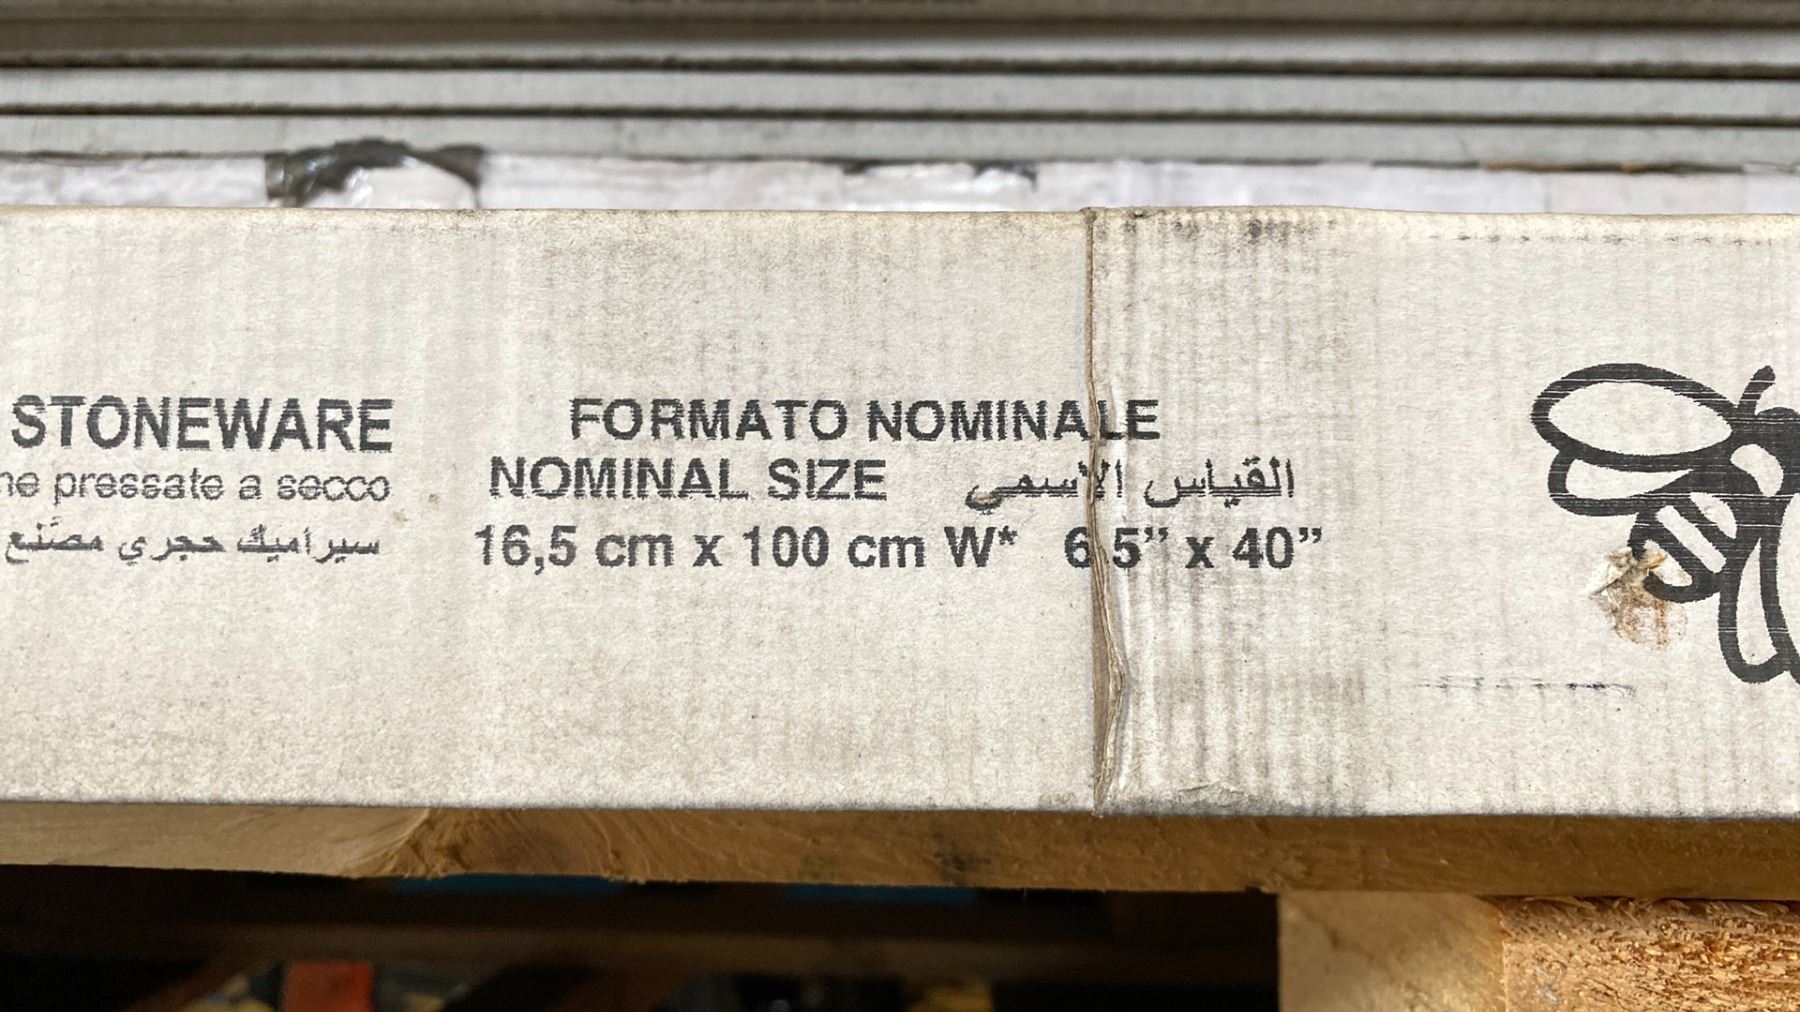 STONEWARE
ne pressate a secco
سيراميك حجري مصنّع
FORMATO NOMINALE
NOMINAL SIZE القياس الاسمي
16,5 cm x 100 cm W* 6.5” x 40”